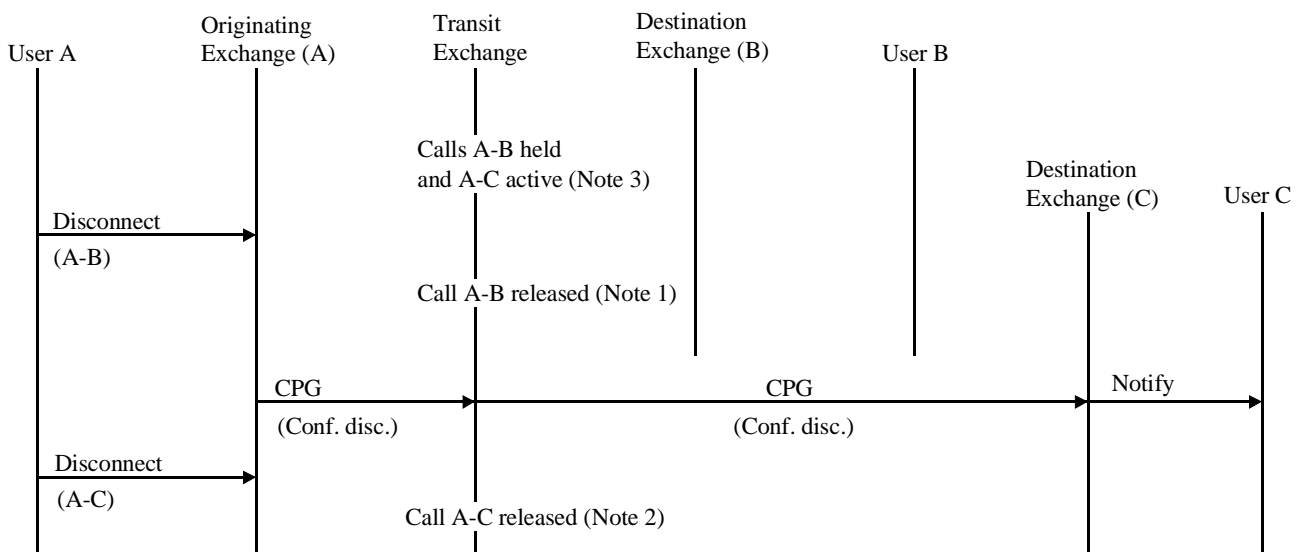 User A
Originating
Exchange (A)
Transit
Exchange
Destination
Exchange (B)
User B
Calls A-B held
and A-C active (Note 3)
Destination
Exchange (C)
User C
Disconnect
(A-B)
Call A-B released (Note 1)
CPG
(Conf. disc.)
CPG
(Conf. disc.)
Notify
Disconnect
(A-C)
Call A-C released (Note 2)